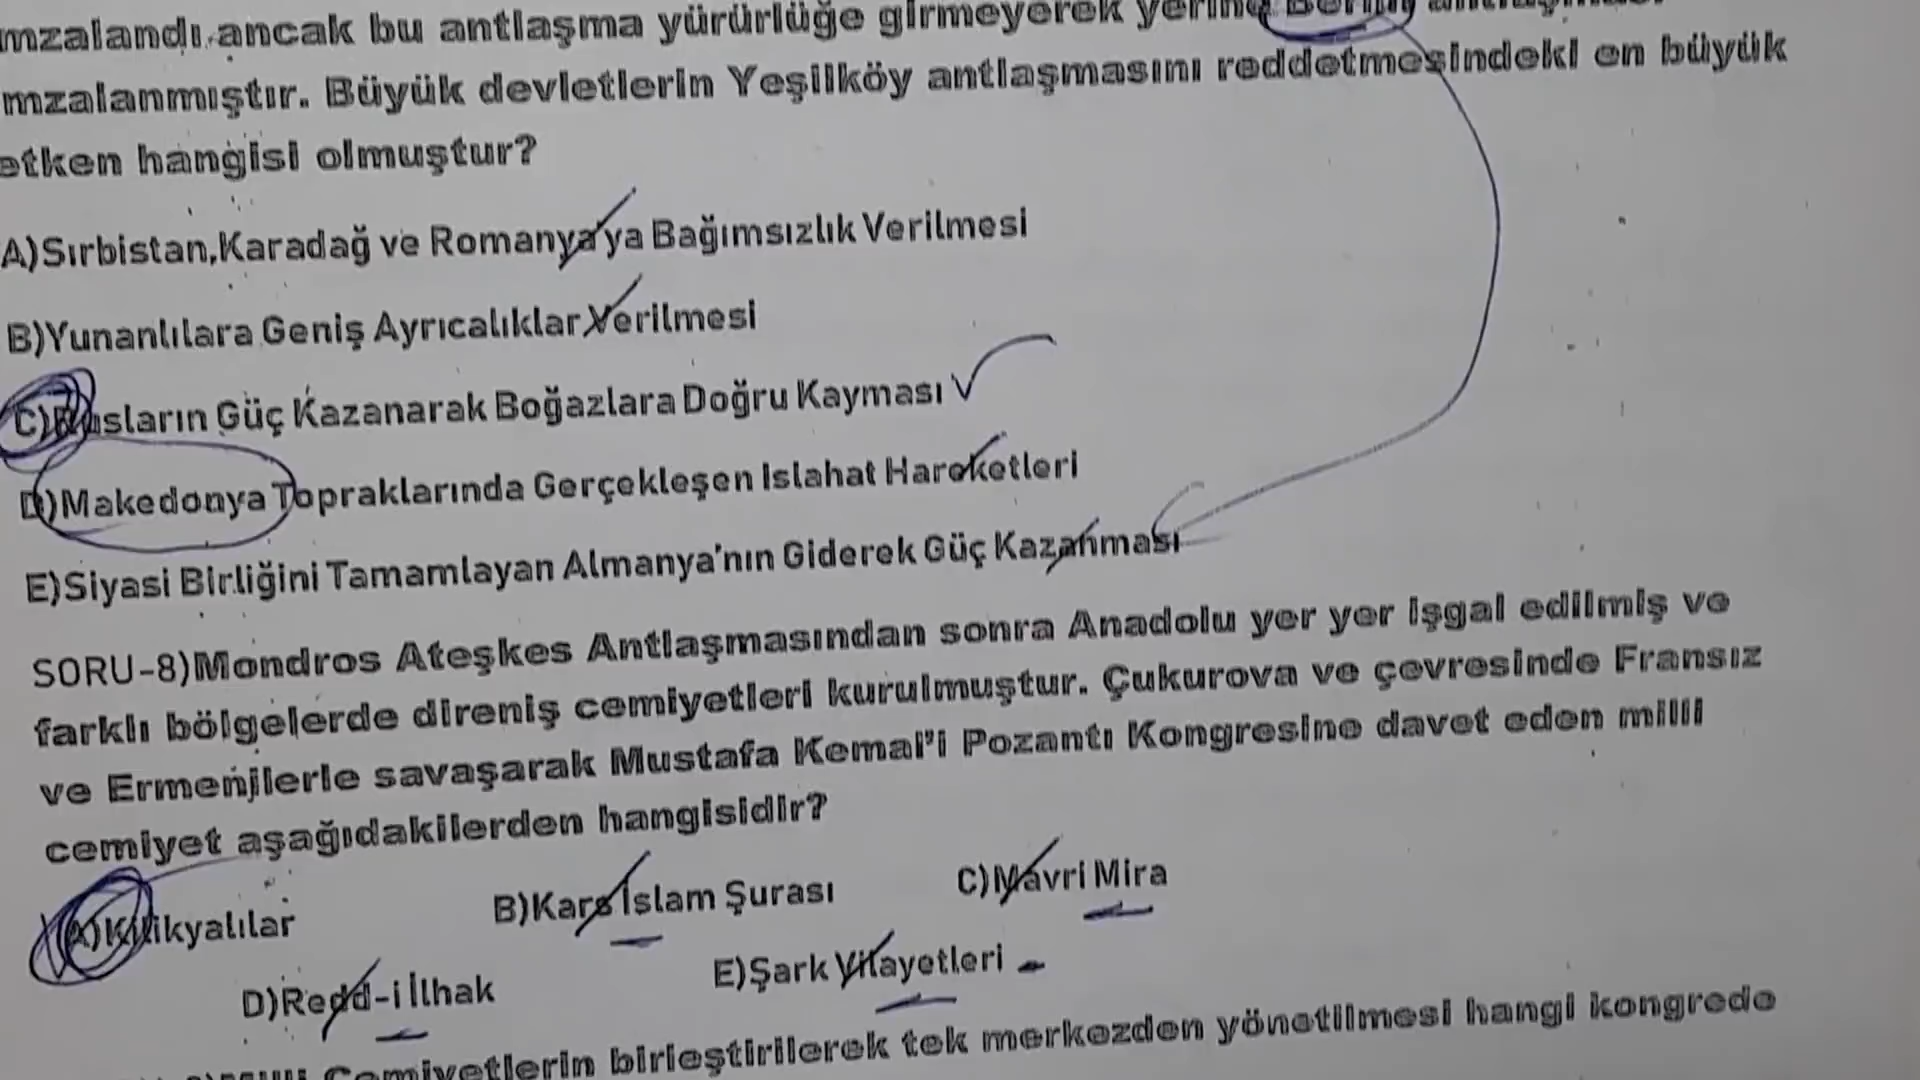 mzalandı.ancak bu antlaşma yürürlüğe girmeyerek yerine Berlin
mzalanmıştır. Büyük devletlerin Yeşilköy antlaşmasını reddetmesindeki en büyük
etken hangisi olmuştur?
A)Sırbistan,Karadağ ve Romanya'ya Bağımsızlık Verilmesi
B)Yunanlılara Geniş Ayrıcalıklar Verilmesi
C)Rusların Güç Kazanarak Boğazlara Doğru Kayması
D)Makedonya Topraklarında Gerçekleşen Islahat Hareketleri
E)Siyasi Birliğini Tamamlayan Almanya'nın Giderek Güç Kazanması
SORU-8)Mondros Ateşkes Antlaşmasından sonra Anadolu yer yer işgal edilmiş ve
farklı bölgelerde direniş cemiyetleri kurulmuştur. Çukurova ve çevresinde Fransız
ve Ermenilerle savaşarak Mustafa Kemal'i Pozantı Kongresine davet eden milli
cemiyet aşağıdakilerden hangisidir?
A)Kilikyalılar B)Kars İslam Şurası C)Mavri Mira
D)Redd-i İlhak E)Şark Vilayetleri
Cemiyetlerin birleştirilerek tek merkezden yönetilmesi hangi kongrede